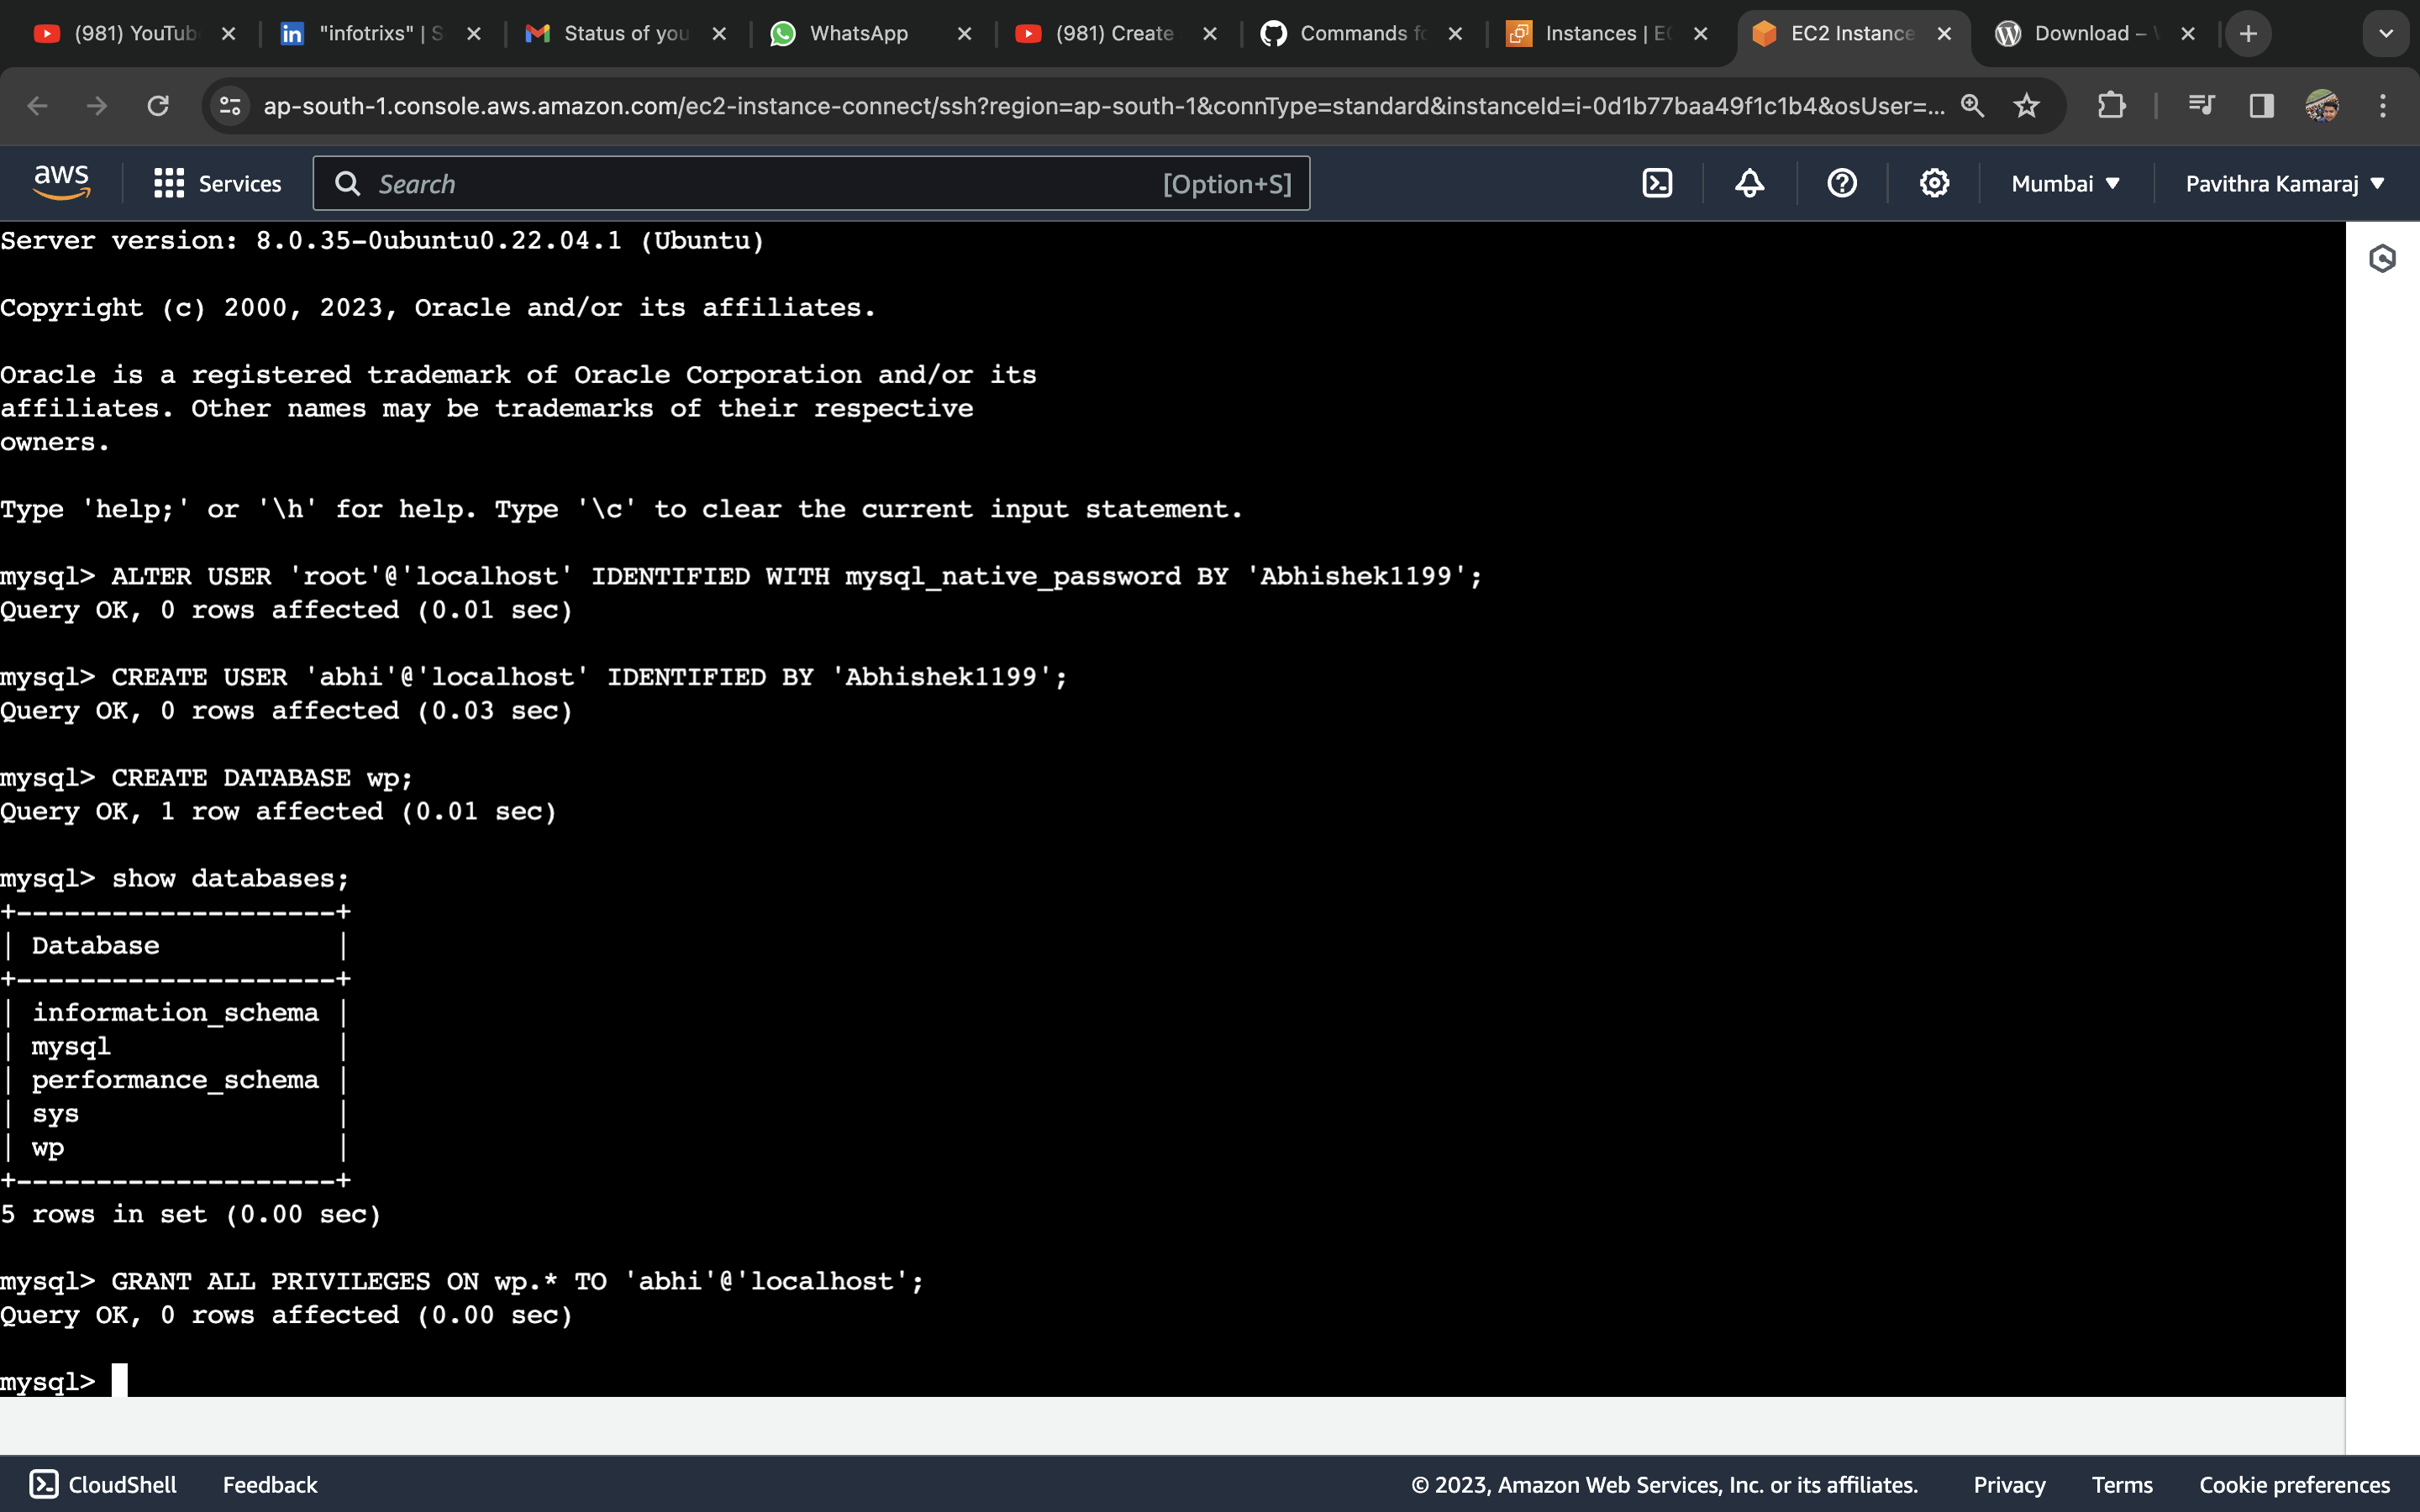 (981) YouTub
"infotrixs" | S
Status of you
WhatsApp
(981) Create
Commands fo
Instances | EC
EC2 Instance
Download –
ap-south-1.console.aws.amazon.com/ec2-instance-connect/ssh?region=ap-south-1&connType=standard&instanceId=i-0d1b77baa49f1c1b4&osUser=...
aws
Services
Search
[Option+S]
Mumbai
Pavithra Kamaraj
Server version: 8.0.35-0ubuntu0.22.04.1 (Ubuntu)
Copyright (c) 2000, 2023, Oracle and/or its affiliates.
Oracle is a registered trademark of Oracle Corporation and/or its
affiliates. Other names may be trademarks of their respective
owners.
Type 'help;' or '\h' for help. Type '\c' to clear the current input statement.
mysql> ALTER USER 'root'@'localhost' IDENTIFIED WITH mysql_native_password BY 'Abhishek1199';
Query OK, 0 rows affected (0.01 sec)
mysql> CREATE USER 'abhi'@'localhost' IDENTIFIED BY 'Abhishek1199';
Query OK, 0 rows affected (0.03 sec)
mysql> CREATE DATABASE wp;
Query OK, 1 row affected (0.01 sec)
mysql> show databases;
+--------------------+
| Database           |
+--------------------+
| information_schema |
| mysql              |
| performance_schema |
| sys                |
| wp                 |
+--------------------+
5 rows in set (0.00 sec)
mysql> GRANT ALL PRIVILEGES ON wp.* TO 'abhi'@'localhost';
Query OK, 0 rows affected (0.00 sec)
mysql>
CloudShell
Feedback
© 2023, Amazon Web Services, Inc. or its affiliates.
Privacy
Terms
Cookie preferences